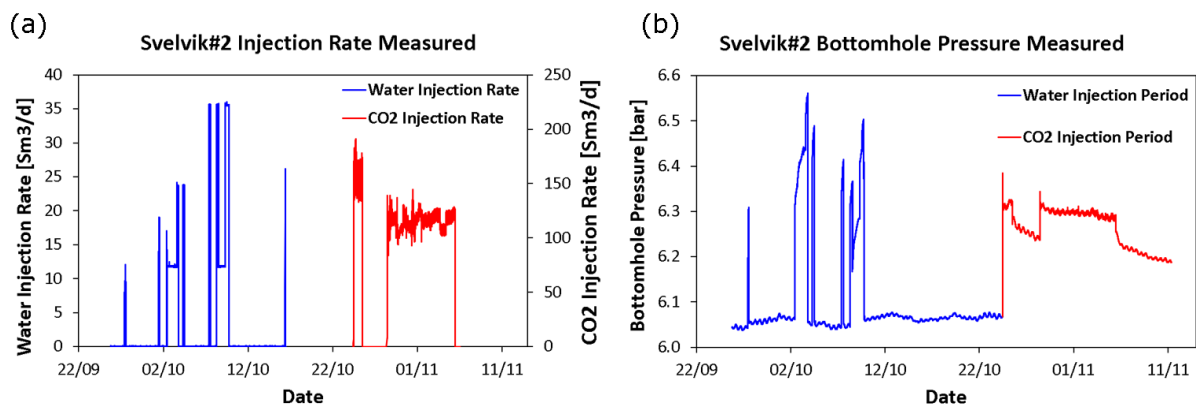 (a)
Svelvik#2 Injection Rate Measured
Water Injection Rate
CO2 Injection Rate
Water Injection Rate [Sm3/d]
40
35
30
25
20
15
10
5
0
CO2 Injection Rate [Sm3/d]
250
200
150
100
50
0
22/09 02/10 12/10 22/10 01/11 11/11
Date
(b)
Svelvik#2 Bottomhole Pressure Measured
Water Injection Period
CO2 Injection Period
Bottomhole Pressure [bar]
6.6
6.5
6.4
6.3
6.2
6.1
6.0
22/09 02/10 12/10 22/10 01/11 11/11
Date